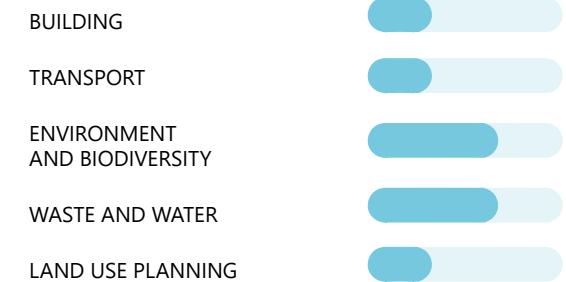 BUILDING
TRANSPORT
ENVIRONMENT
AND BIODIVERSITY
WASTE AND WATER
LAND USE PLANNING